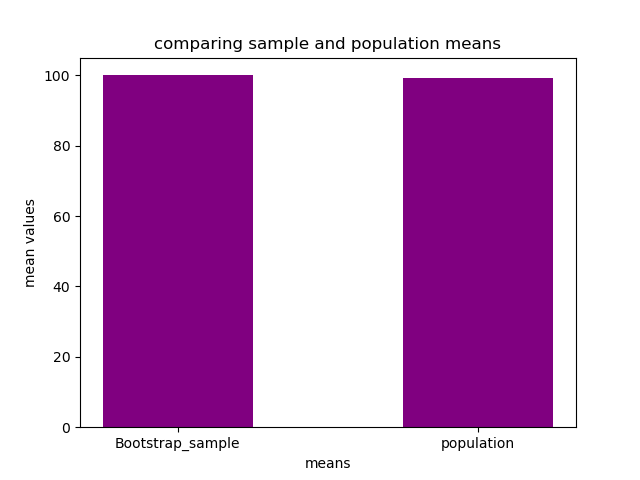 comparing sample and population means
100
80
60
40
20
0
mean values
Bootstrap_sample
population
means